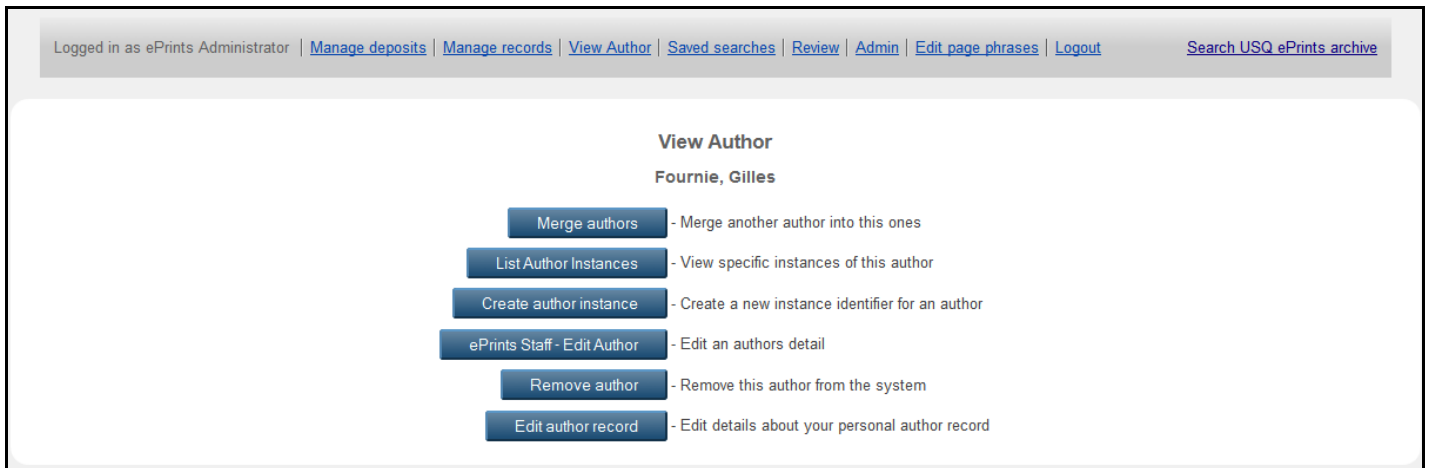 Logged in as ePrints Administrator | Manage deposits | Manage records | View Author | Saved searches | Review | Admin | Edit page phrases | Logout Search USQ ePrints archive
View Author
Fournie, Gilles
Merge authors - Merge another author into this ones
List Author Instances - View specific instances of this author
Create author instance - Create a new instance identifier for an author
ePrints Staff - Edit Author - Edit an authors detail
Remove author - Remove this author from the system
Edit author record - Edit details about your personal author record